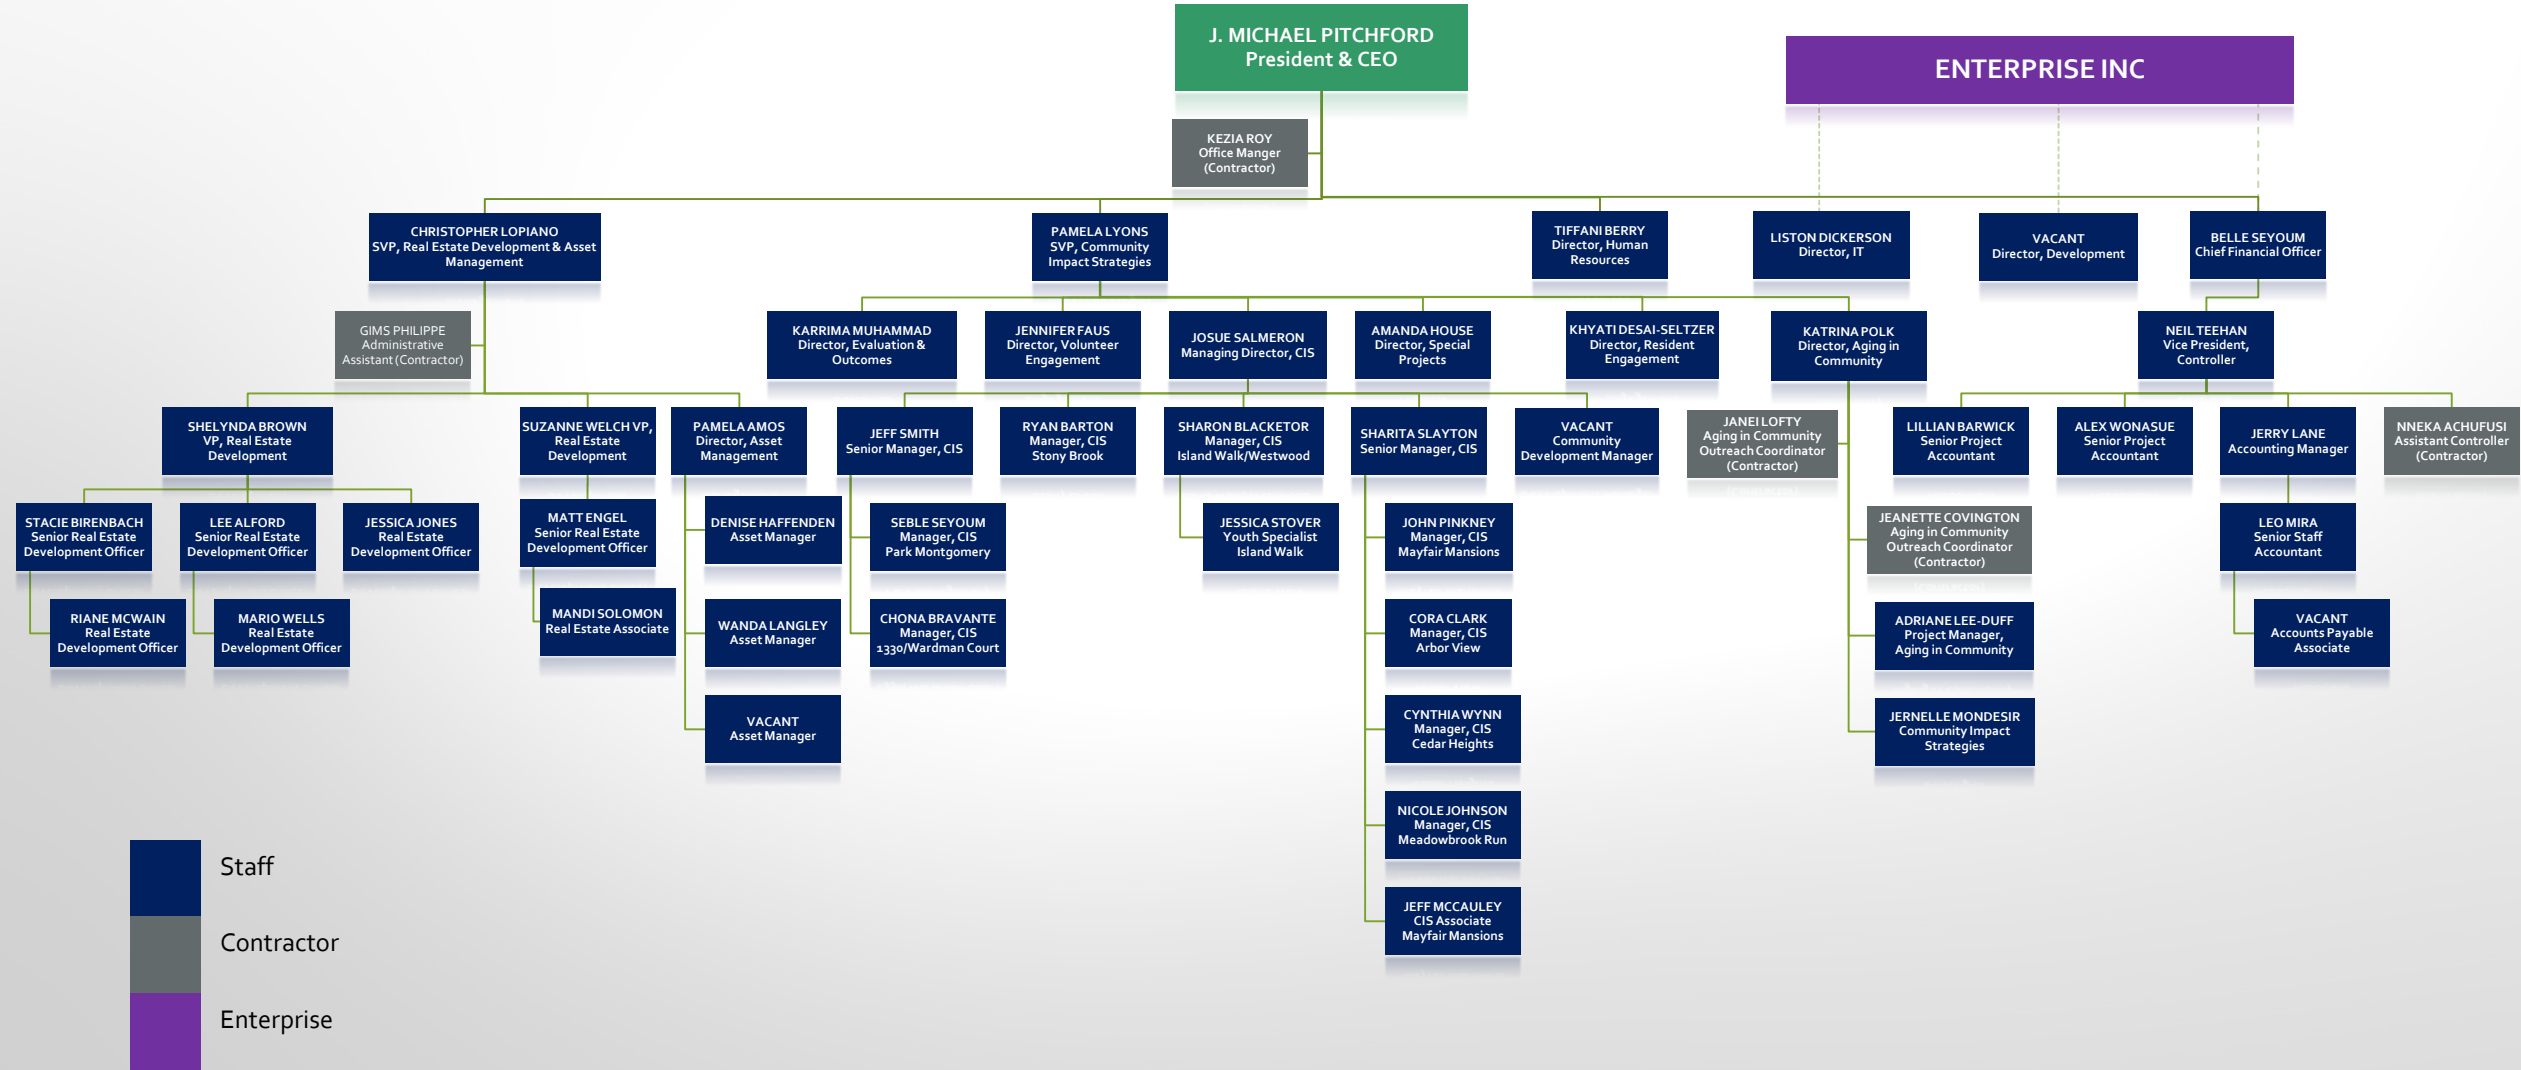 J. MICHAEL PITCHFORD
President & CEO
ENTERPRISE INC
KEZIA ROY
Office Manger
(Contractor)
CHRISTOPHER LOPIANO
SVP, Real Estate Development & Asset
Management
PAMELA LYONS
SVP, Community
Impact Strategies
TIFFANI BERRY
Director, Human
Resources
LISTON DICKERSON
Director, IT
VACANT
Director, Development
BELLE SEYOUM
Chief Financial Officer
GIMS PHILIPPE
Administrative
Assistant (Contractor)
KARRIMA MUHAMMAD
Director, Evaluation &
Outcomes
JENNIFER FAUS
Director, Volunteer
Engagement
JOSUE SALMERON
Managing Director, CIS
AMANDA HOUSE
Director, Special
Projects
KHYATI DESAI-SELTZER
Director, Resident
Engagement
KATRINA POLK
Director, Aging in
Community
NEIL TEEHAN
Vice President,
Controller
SHELYNDA BROWN
VP, Real Estate
Development
SUZANNE WELCH VP,
Real Estate
Development
PAMELA AMOS
Director, Asset
Management
JEFF SMITH
Senior Manager, CIS
RYAN BARTON
Manager, CIS
Stony Brook
SHARON BLACKETOR
Manager, CIS
Island Walk/Westwood
SHARITA SLAYTON
Senior Manager, CIS
VACANT
Community
Development Manager
JANEI LOFTY
Aging in Community
Outreach Coordinator
(Contractor)
LILLIAN BARWICK
Senior Project
Accountant
ALEX WONASUE
Senior Project
Accountant
JERRY LANE
Accounting Manager
NNEKA ACHUFUSI
Assistant Controller
(Contractor)
STACIE BIRENBACH
Senior Real Estate
Development Officer
LEE ALFORD
Senior Real Estate
Development Officer
JESSICA JONES
Real Estate
Development Officer
MATT ENGEL
Senior Real Estate
Development Officer
DENISE HAFFENDEN
Asset Manager
SEBLE SEYOUM
Manager, CIS
Park Montgomery
JESSICA STOVER
Youth Specialist
Island Walk
JOHN PINKNEY
Manager, CIS
Mayfair Mansions
JEANETTE COVINGTON
Aging in Community
Outreach Coordinator
(Contractor)
LEO MIRA
Senior Staff
Accountant
RIANE MCWAIN
Real Estate
Development Officer
MARIO WELLS
Real Estate
Development Officer
MANDI SOLOMON
Real Estate Associate
WANDA LANGLEY
Asset Manager
CHONA BRAVANTE
Manager, CIS
1330/Wardman Court
CORA CLARK
Manager, CIS
Arbor View
ADRIANE LEE-DUFF
Project Manager,
Aging in Community
VACANT
Accounts Payable
Associate
VACANT
Asset Manager
CYNTHIA WYNN
Manager, CIS
Cedar Heights
JERNELLE MONDESIR
Community Impact
Strategies
NICOLE JOHNSON
Manager, CIS
Meadowbrook Run
JEFF MCCAULEY
CIS Associate
Mayfair Mansions
Staff
Contractor
Enterprise